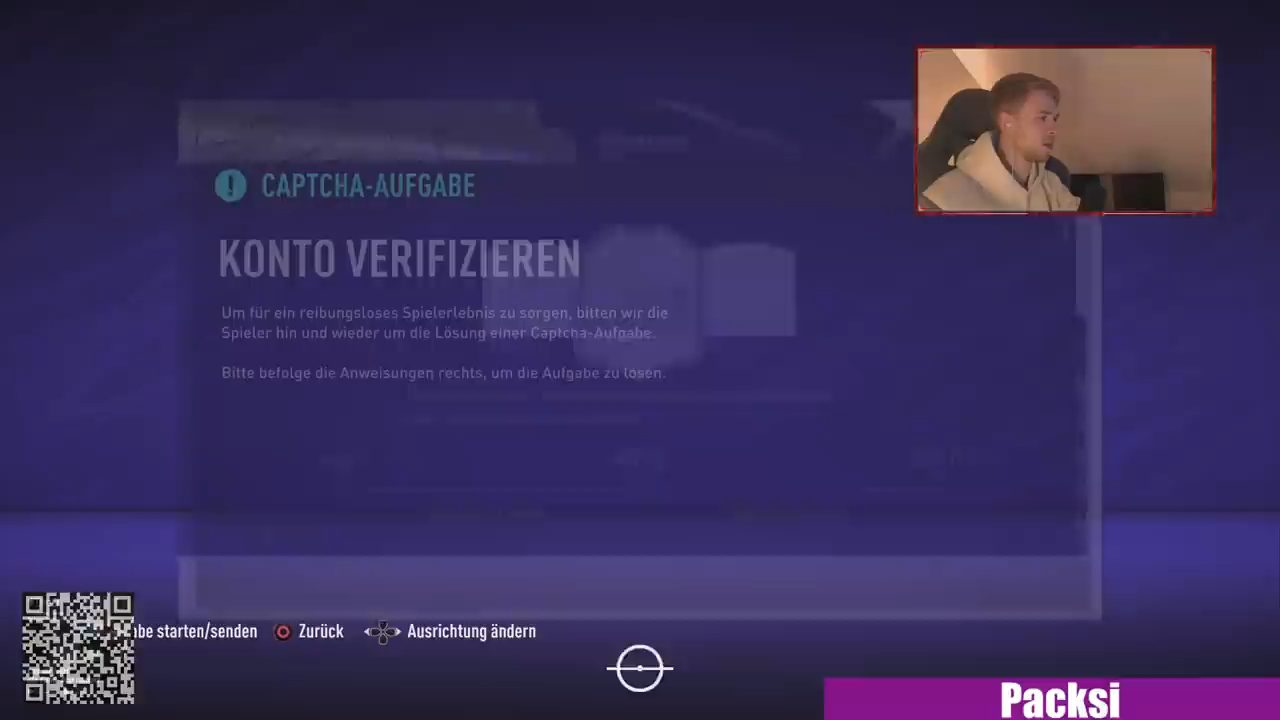 CAPTCHA-AUFGABE
KONTO VERIFIZIEREN
Um für ein reibungsloses Spielerlebnis zu sorgen, bitten wir die
Spieler hin und wieder um die Lösung einer Captcha-Aufgabe.
Bitte befolge die Anweisungen rechts, um die Aufgabe zu lösen.
starten/senden Zurück Ausrichtung ändern
Packsi